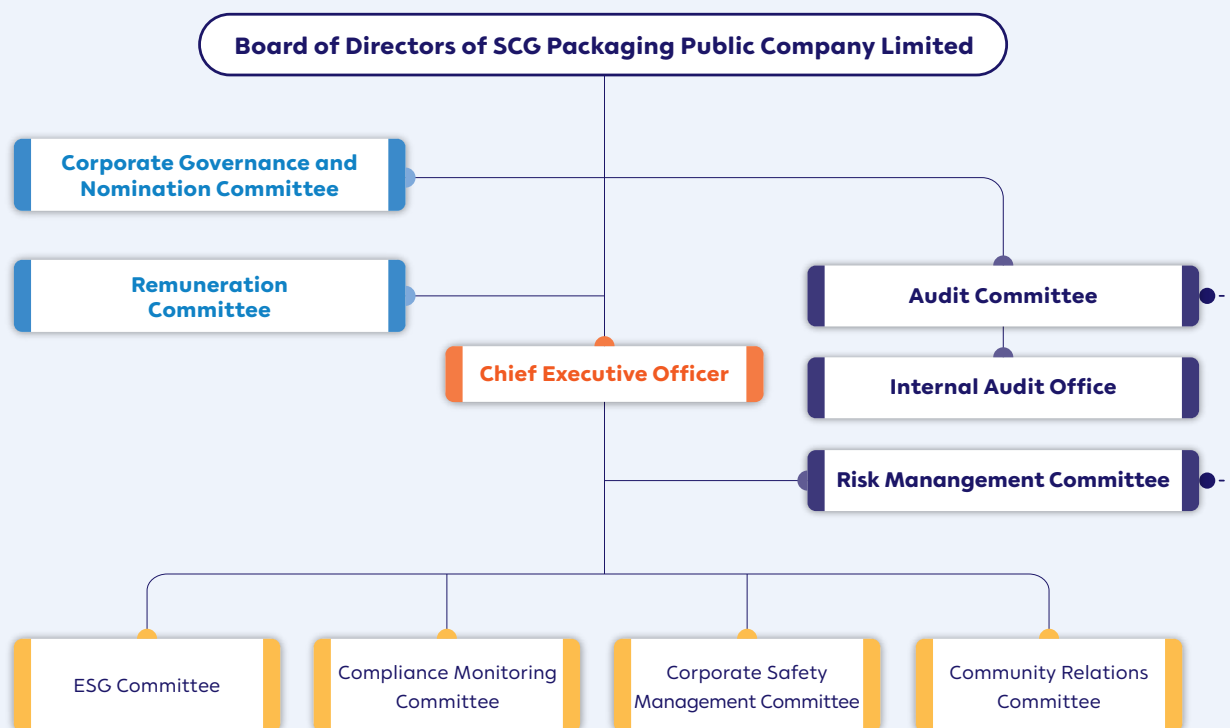 Board of Directors of SCG Packaging Public Company Limited
Corporate Governance and
Nomination Committee
Remuneration
Committee
Audit Committee
Chief Executive Officer
Internal Audit Office
Risk Manangement Committee
ESG Committee
Compliance Monitoring
Committee
Corporate Safety
Management Committee
Community Relations
Committee